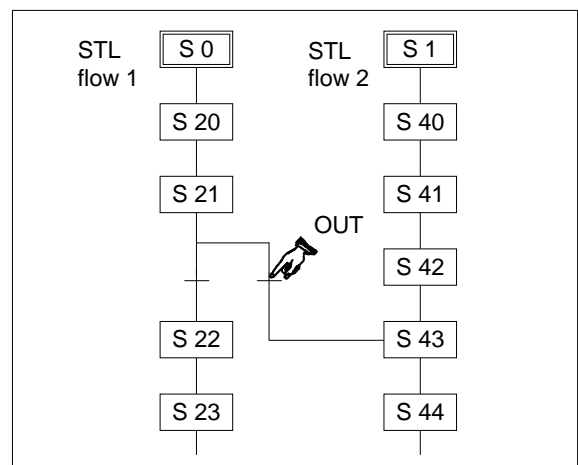 STL
flow 1
S 0
STL
flow 2
S 1
S 20
S 40
S 21
S 41
OUT
S 42
S 22
S 43
S 23
S 44